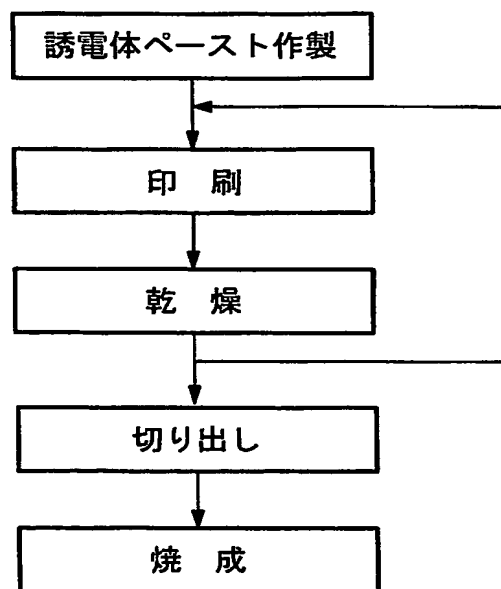 誘電体ペースト作製
印 刷
乾 燥
切り出し
焼 成